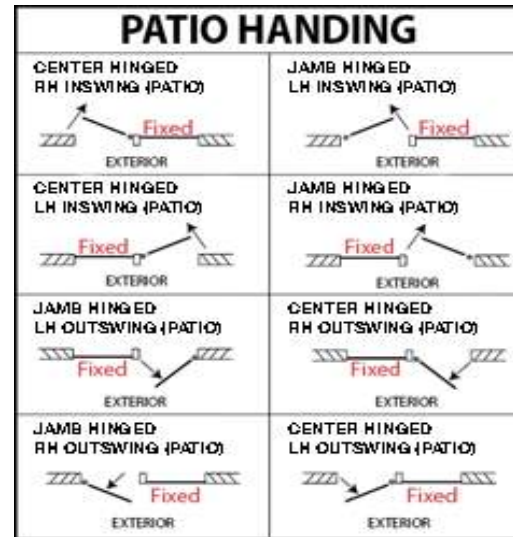 PATIO HANDING
CENTER HINGED
RH INSWING (PATIO)
Fixed
EXTERIOR
JAMB HINGED
LH INSWING (PATIO)
Fixed
EXTERIOR
CENTER HINGED
LH INSWING (PATIO)
Fixed
EXTERIOR
JAMB HINGED
RH INSWING (PATIO)
Fixed
EXTERIOR
JAMB HINGED
LH OUTSWING (PATIO)
Fixed
EXTERIOR
CENTER HINGED
RH OUTSWING (PATIO)
Fixed
EXTERIOR
JAMB HINGED
RH OUTSWING (PATIO)
Fixed
EXTERIOR
CENTER HINGED
LH OUTSWING (PATIO)
Fixed
EXTERIOR